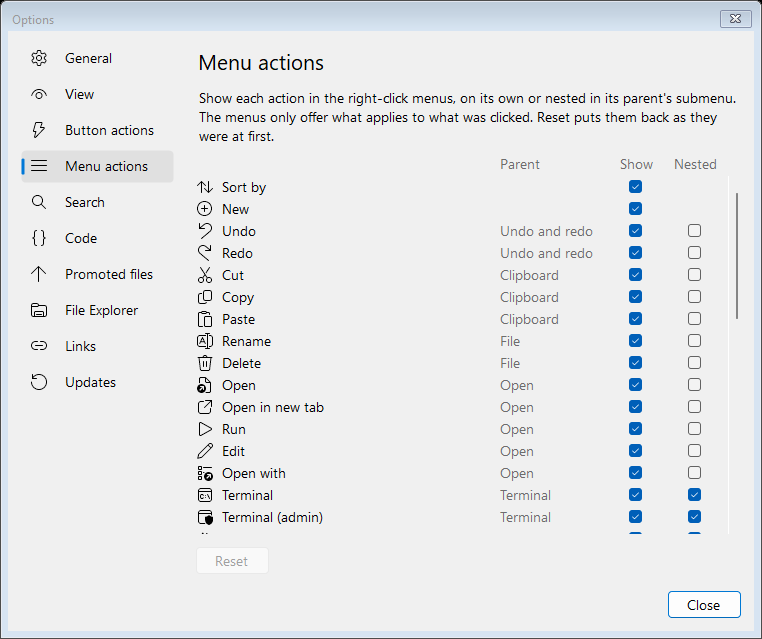 Options
General
View
Button actions
Menu actions
Search
Code
Promoted files
File Explorer
Links
Updates
Menu actions
Show each action in the right-click menus, on its own or nested in its parent's submenu.
The menus only offer what applies to what was clicked. Reset puts them back as they
were at first.
Parent Show Nested
Sort by
New
Undo Undo and redo
Redo Undo and redo
Cut Clipboard
Copy Clipboard
Paste Clipboard
Rename File
Delete File
Open Open
Open in new tab Open
Run Open
Edit Open
Open with Open
Terminal Terminal
Terminal (admin) Terminal
Reset
Close